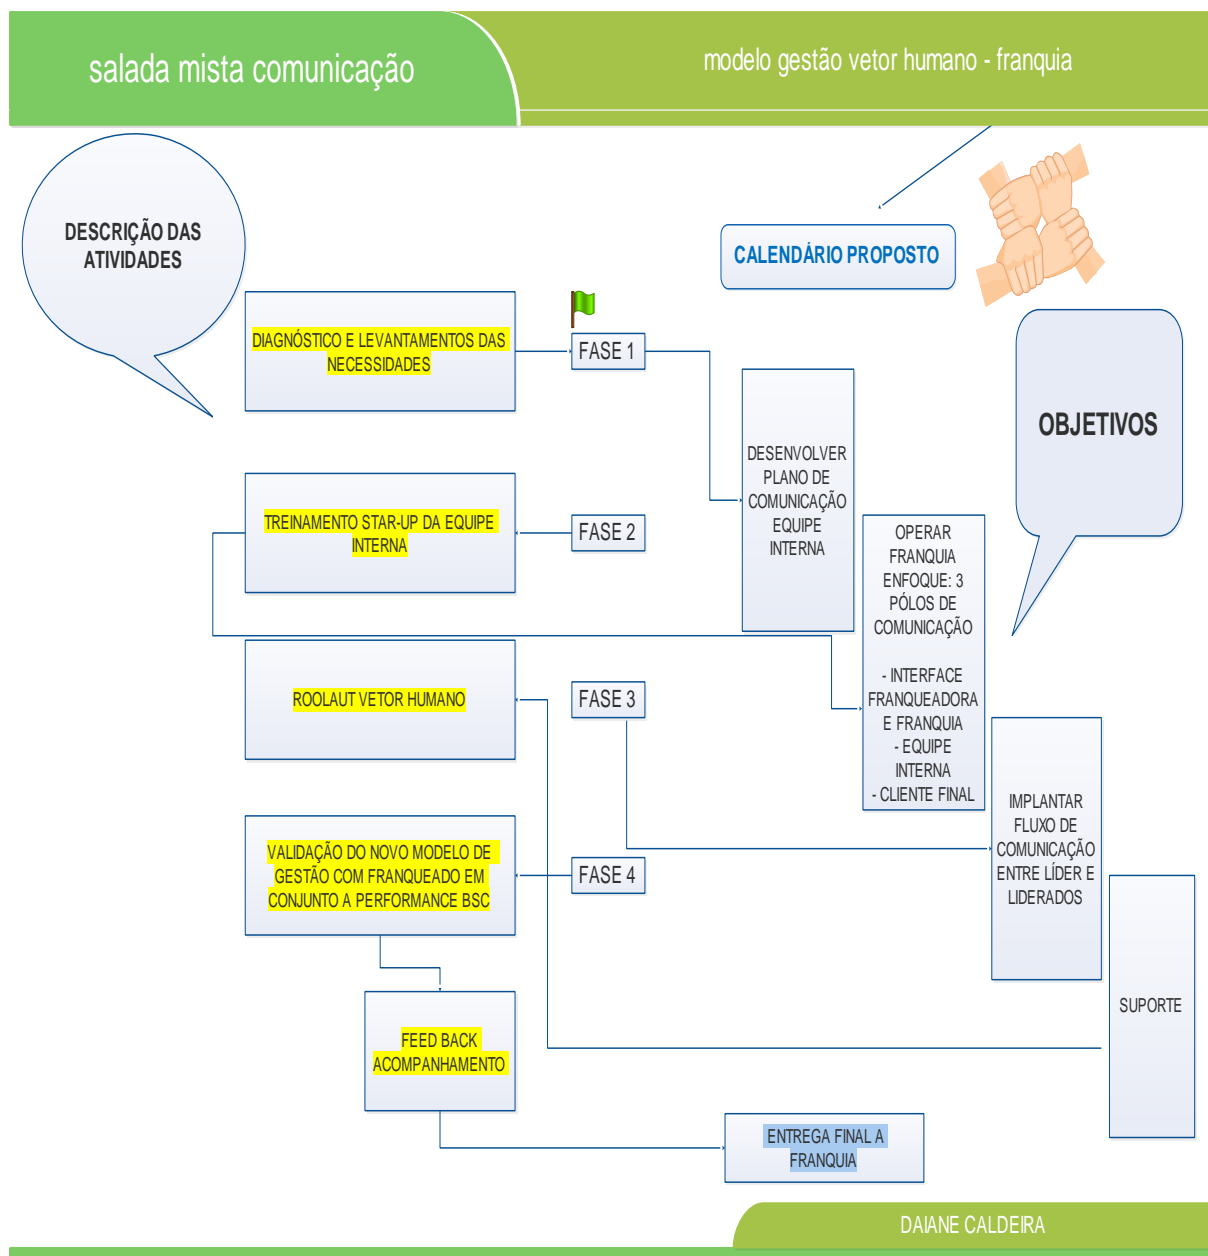 salada mista comunicação
modelo gestão vetor humano - franquia
DESCRIÇÃO DAS
ATIVIDADES
CALENDÁRIO PROPOSTO
OBJETIVOS
DIAGNÓSTICO E LEVANTAMENTOS DAS
NECESSIDADES
FASE 1
DESENVOLVER
PLANO DE
COMUNICAÇÃO
EQUIPE
INTERNA
TREINAMENTO STAR-UP DA EQUIPE
INTERNA
FASE 2
OPERAR
FRANQUIA
ENFOQUE: 3
PÓLOS DE
COMUNICAÇÃO
- INTERFACE
FRANQUEADORA
E FRANQUIA
- EQUIPE
INTERNA
- CLIENTE FINAL
ROOLAUT VETOR HUMANO
FASE 3
IMPLANTAR
FLUXO DE
COMUNICAÇÃO
ENTRE LÍDER E
LIDERADOS
VALIDAÇÃO DO NOVO MODELO DE
GESTÃO COM FRANQUEADO EM
CONJUNTO A PERFORMANCE BSC
FASE 4
SUPORTE
FEED BACK
ACOMPANHAMENTO
ENTREGA FINAL A
FRANQUIA
DAIANE CALDEIRA